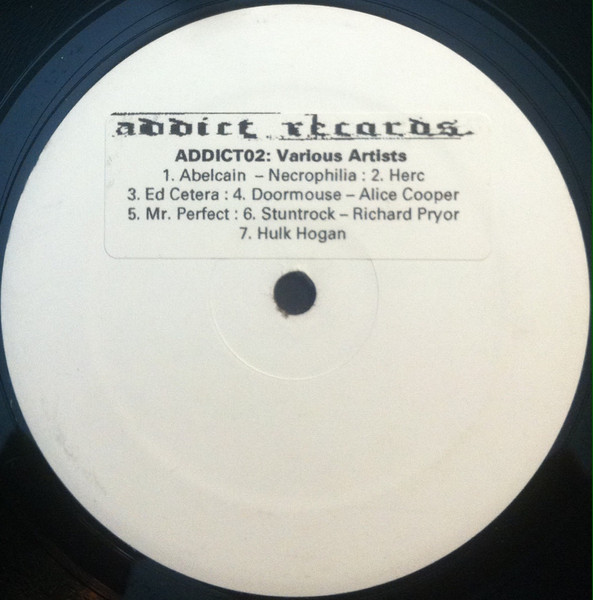 addict records.
ADDICT02: Various Artists
1. Abelcain – Necrophilia : 2. Herc
3. Ed Cetera : 4. Doormouse – Alice Cooper
5. Mr. Perfect : 6. Stuntrock – Richard Pryor
7. Hulk Hogan